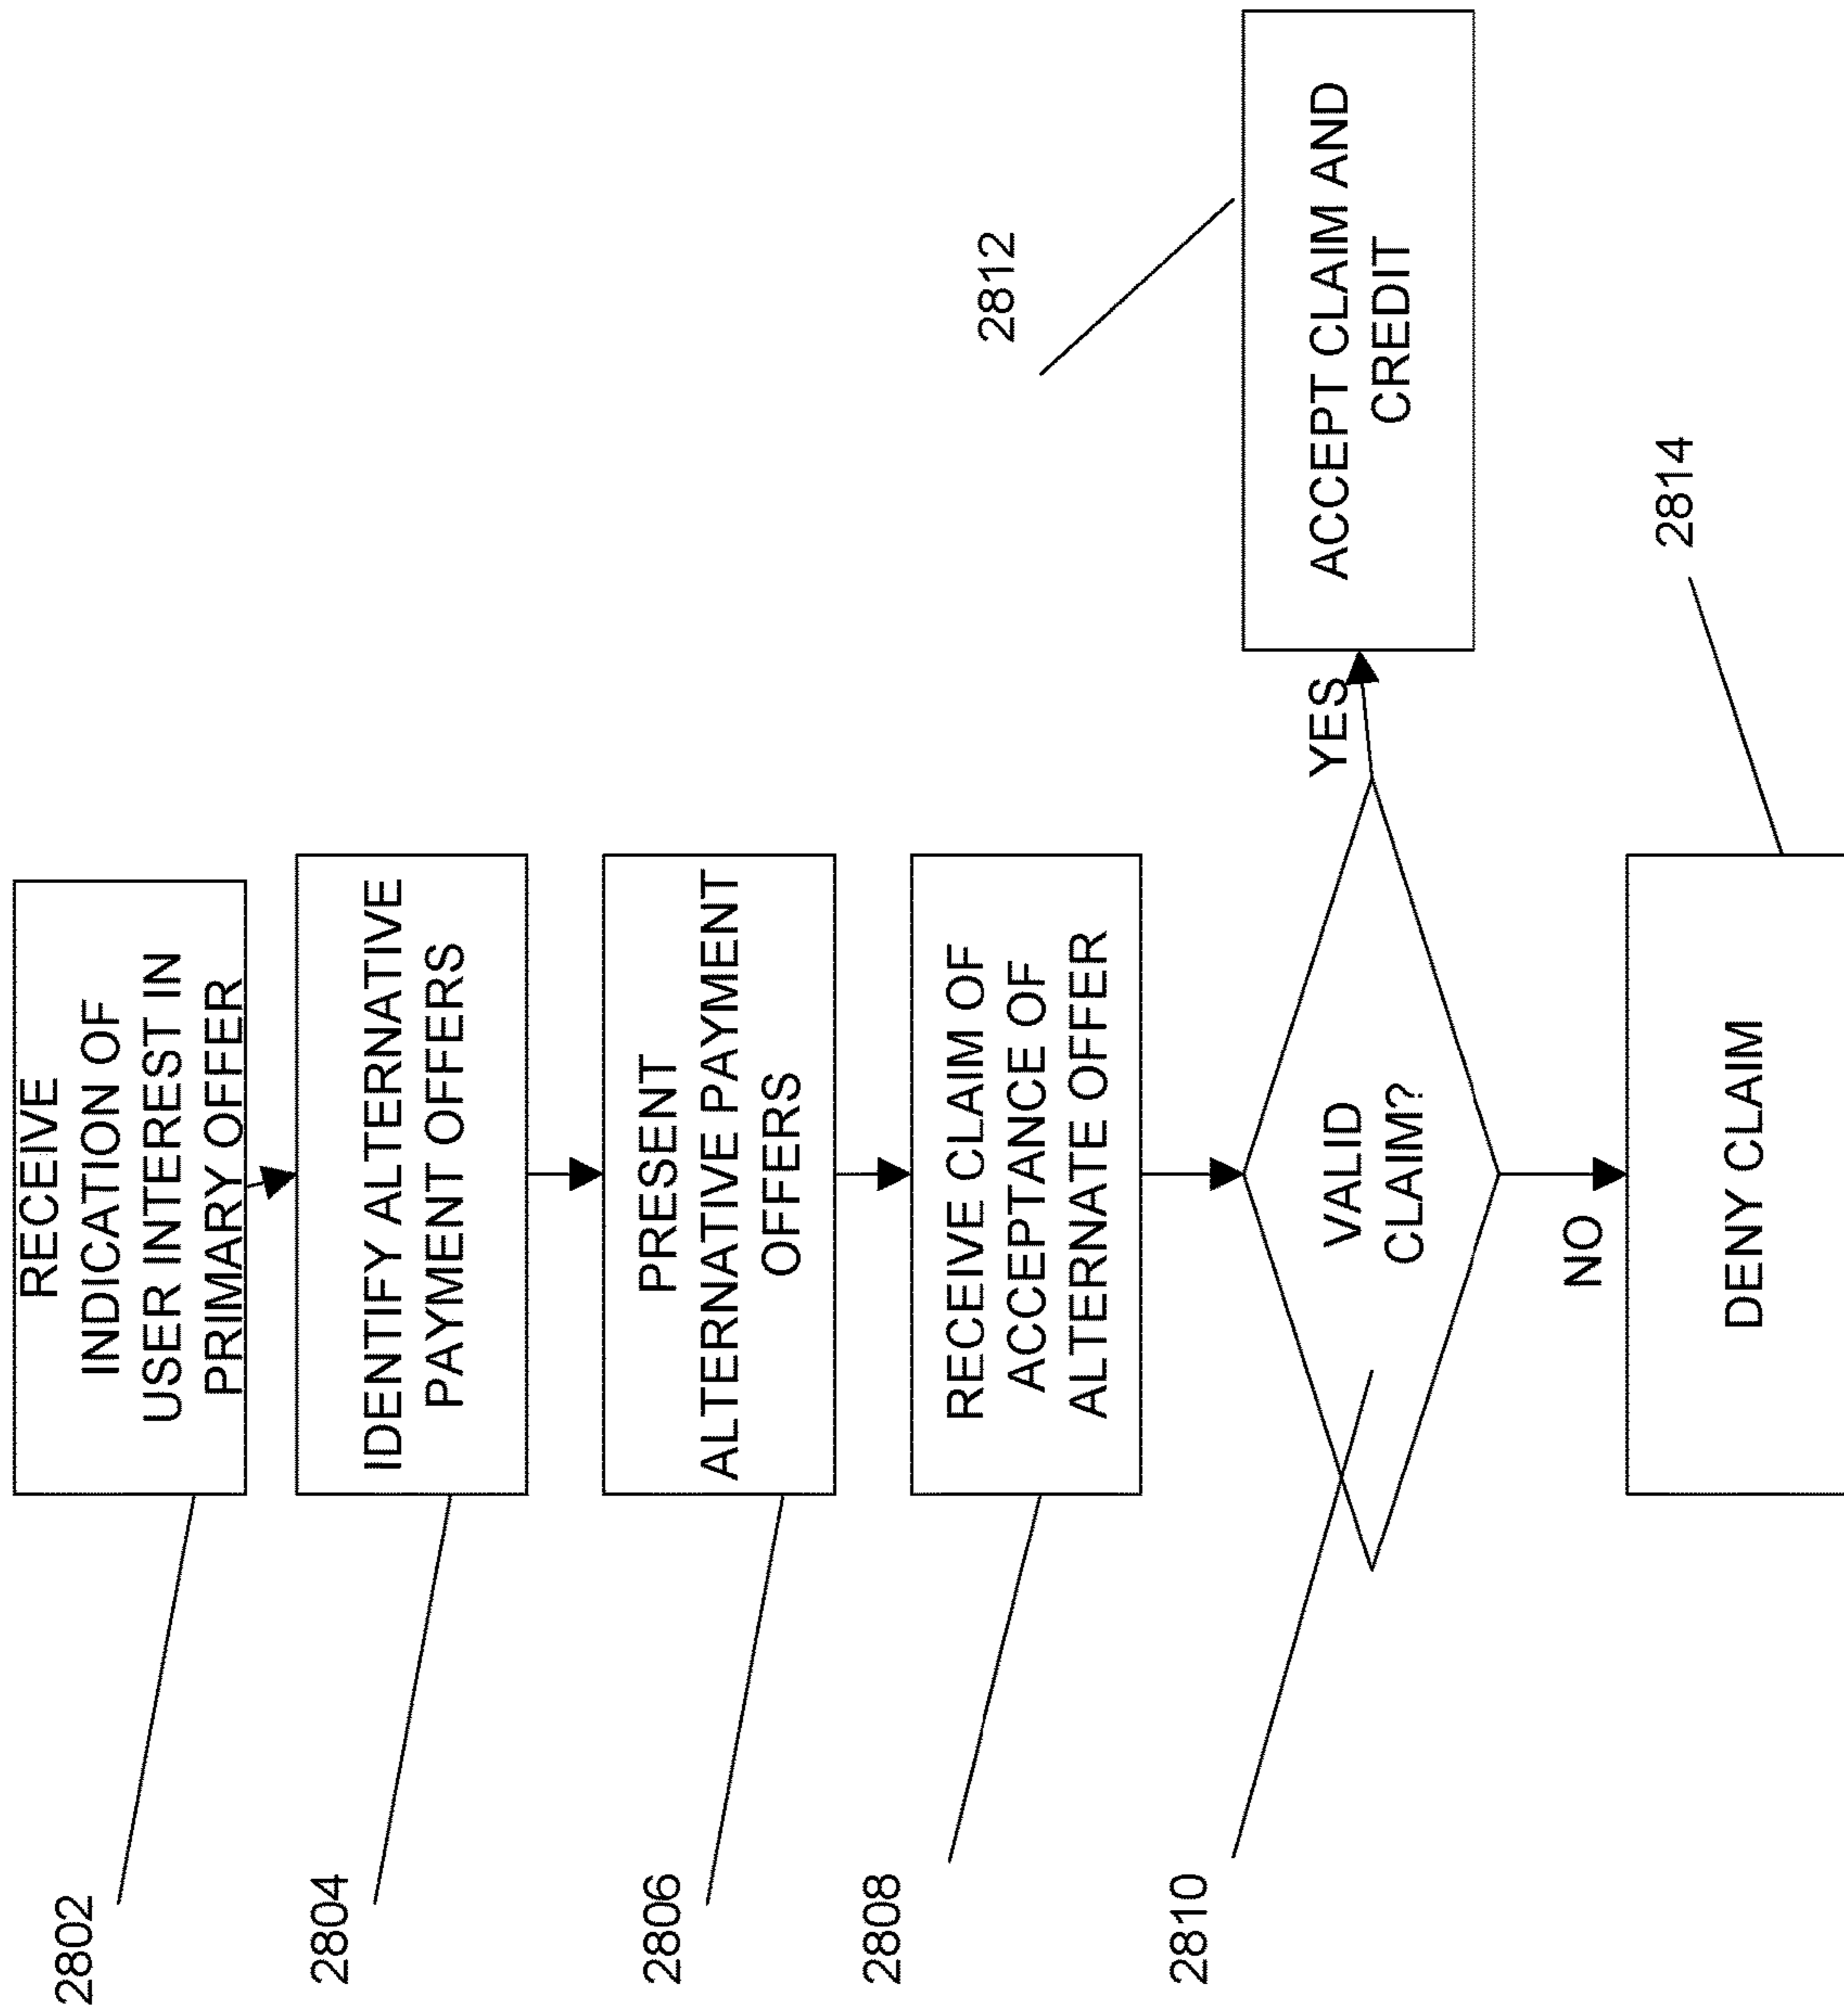 2802
RECEIVE
INDICATION OF
USER INTEREST IN
PRIMARY OFFER
2804
IDENTIFY ALTERNATIVE
PAYMENT OFFERS
2806
PRESENT
ALTERNATIVE PAYMENT
OFFERS
2808
RECEIVE CLAIM OF
ACCEPTANCE OF
ALTERNATE OFFER
2810
VALID
CLAIM?
YES
2812
ACCEPT CLAIM AND
CREDIT
NO
2814
DENY CLAIM